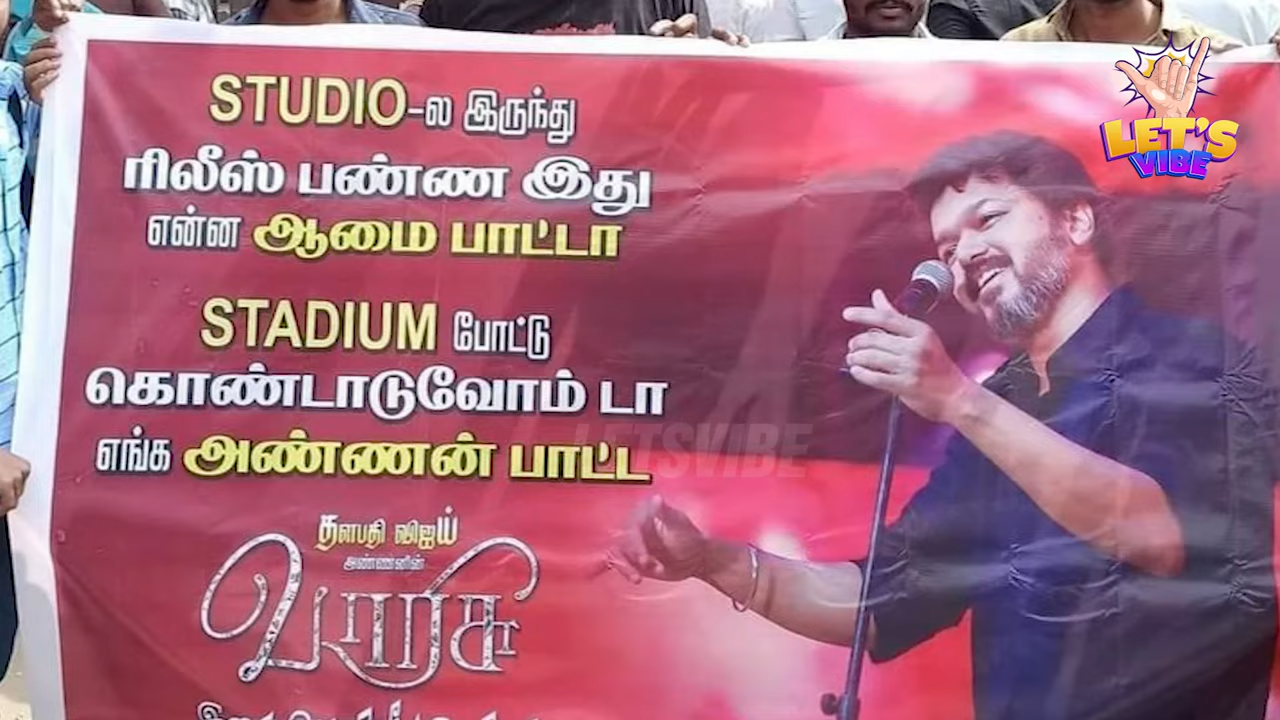 STUDIO-ல இருந்து
ரிலீஸ் பண்ண இது
என்ன ஆமை பாட்டா
STADIUM போட்டு
கொண்டாடுவோம் டா
எங்க அண்ணன் பாட்ட
தளபதி விஜய்
அண்ணனின்
வாரிசு
LET'S
VIBE
LETSVIBE